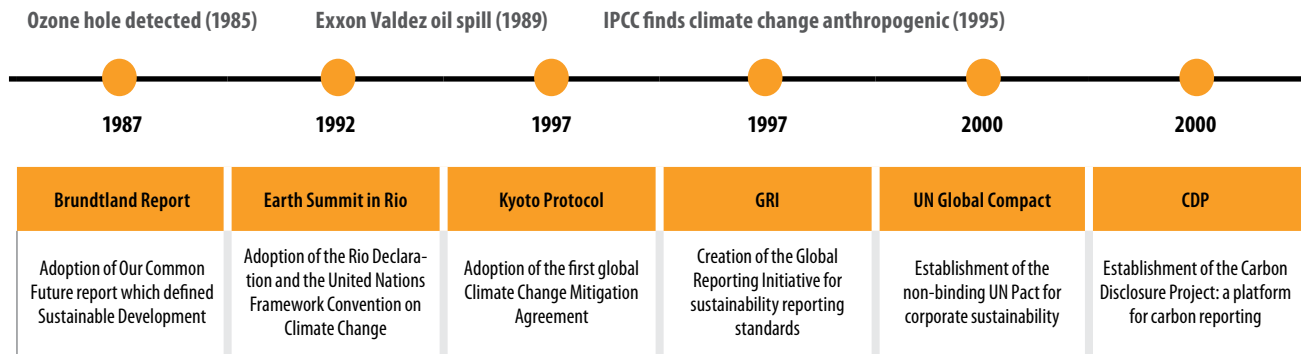 Ozone hole detected (1985)
Exxon Valdez oil spill (1989)
IPCC finds climate change anthropogenic (1995)
1987
1992
1997
1997
2000
2000
Brundtland Report
Earth Summit in Rio
Kyoto Protocol
GRI
UN Global Compact
CDP
Adoption of Our Common
Future report which defined
Sustainable Development
Adoption of the Rio Declara-
tion and the United Nations
Framework Convention on
Climate Change
Adoption of the first global
Climate Change Mitigation
Agreement
Creation of the Global
Reporting Initiative for
sustainability reporting
standards
Establishment of the
non-binding UN Pact for
corporate sustainability
Establishment of the Carbon
Disclosure Project: a platform
for carbon reporting